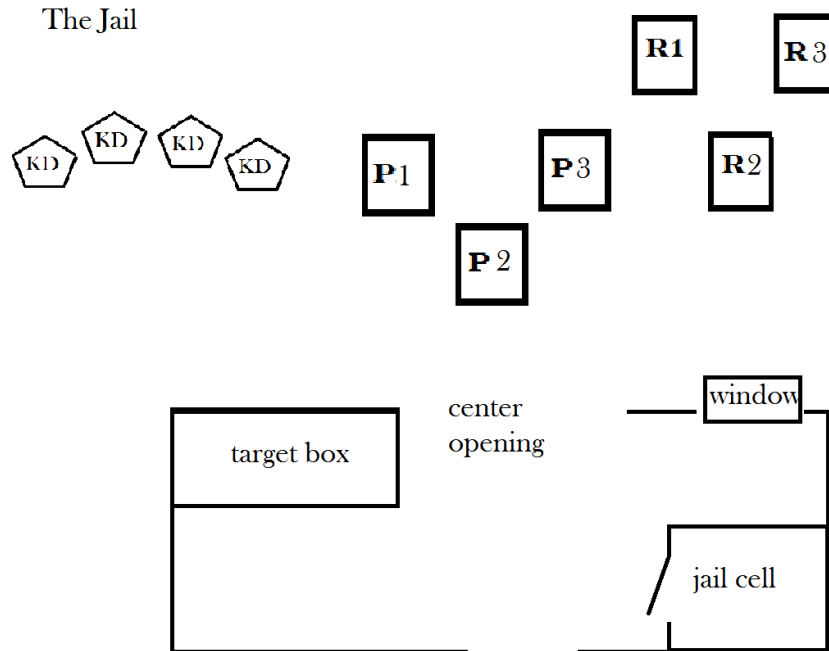 The Jail
R1
R3
KD
KD
KD
KD
P1
P3
R2
P2
window
center
opening
target box
jail cell